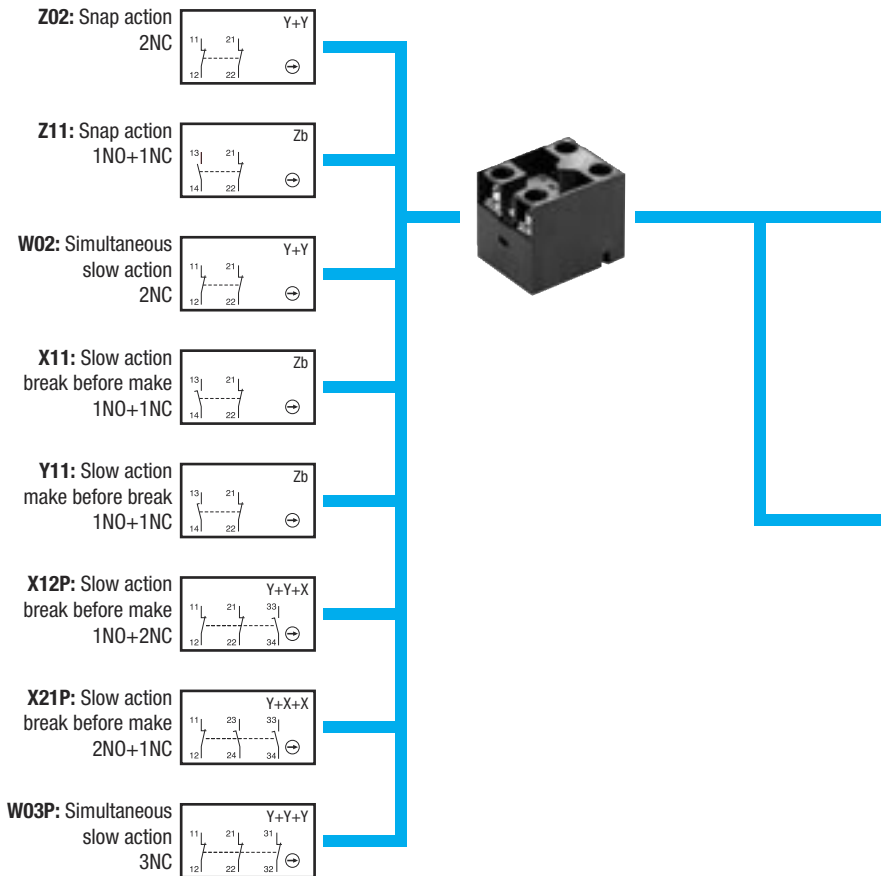 Z02: Snap action
2NC
Y+Y
11 21
12 22
Z11: Snap action
1NO+1NC
Zb
13 21
14 22
W02: Simultaneous
slow action
2NC
Y+Y
11 21
12 22
X11: Slow action
break before make
1NO+1NC
Zb
13 21
14 22
Y11: Slow action
make before break
1NO+1NC
Zb
13 21
14 22
X12P: Slow action
break before make
1NO+2NC
Y+Y+X
11 21 33
12 22 34
X21P: Slow action
break before make
2NO+1NC
Y+X+X
11 23 33
12 24 34
W03P: Simultaneous
slow action
3NC
Y+Y+Y
11 21 31
12 22 32